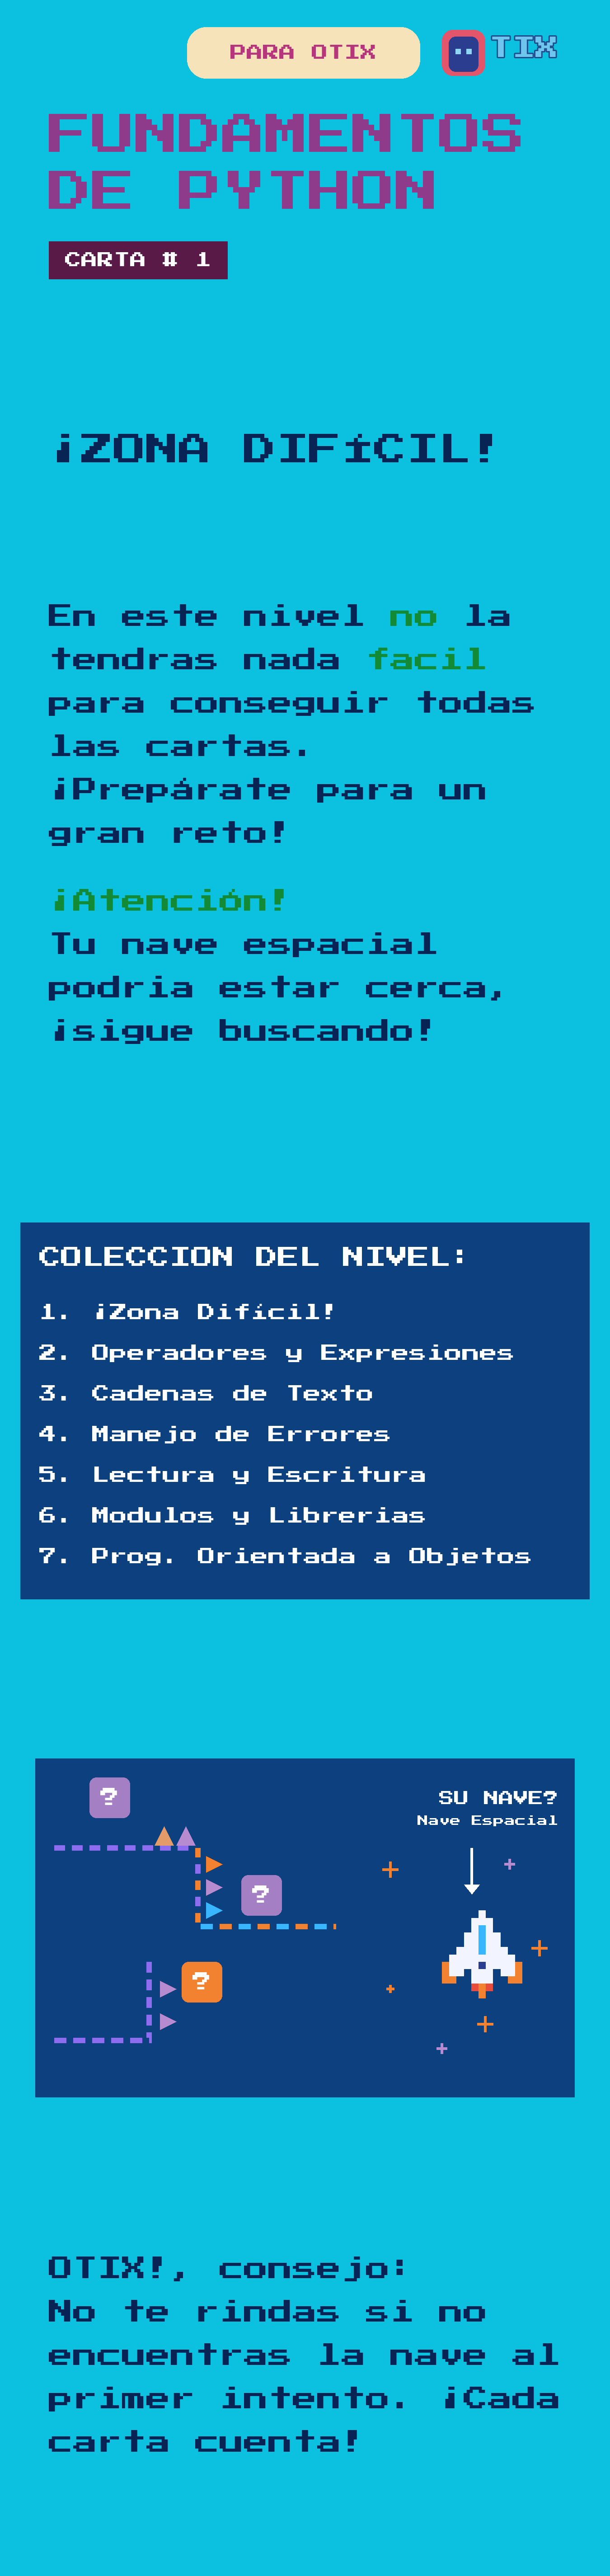 PARA OTIX
TIX
FUNDAMENTOS
DE PYTHON
CARTA # 1
¡ZONA DIFíCIL!
En este nivel no la
tendras nada facil
para conseguir todas
las cartas.
¡Prepárate para un
gran reto!
¡Atención!
Tu nave espacial
podria estar cerca,
¡sigue buscando!
COLECCION DEL NIVEL:
1. ¡Zona Difícil!
2. Operadores y Expresiones
3. Cadenas de Texto
4. Manejo de Errores
5. Lectura y Escritura
6. Modulos y Librerias
7. Prog. Orientada a Objetos
?
SU NAVE?
Nave Espacial
?
?
OTIX!, consejo:
No te rindas si no
encuentras la nave al
primer intento. ¡Cada
carta cuenta!